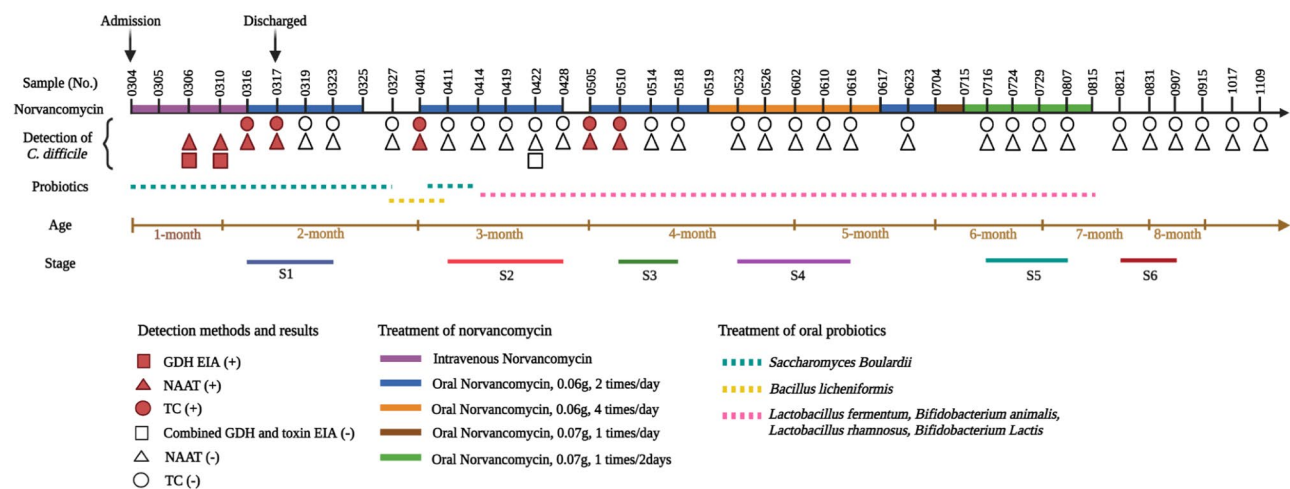 Admission Discharged
Sample (No.) 0304 0305 0306 0310 0316 0317 0319 0323 0325 0327 0401 0411 0414 0419 0422 0428 0505 0510 0514 0518 0519 0523 0526 0602 0610 0616 0617 0623 0704 0715 0716 0724 0729 0807 0815 0821 0831 0907 0915 1017 1109
Norvancomycin
Detection of
C. difficile
Probiotics
Age
1-month 2-month 3-month 4-month 5-month 6-month 7-month 8-month
Stage
S1 S2 S3 S4 S5 S6
Detection methods and results
GDH EIA (+)
NAAT (+)
TC (+)
Combined GDH and toxin EIA (-)
NAAT (-)
TC (-)
Treatment of norvancomycin
Intravenous Norvancomycin
Oral Norvancomycin, 0.06g, 2 times/day
Oral Norvancomycin, 0.06g, 4 times/day
Oral Norvancomycin, 0.07g, 1 times/day
Oral Norvancomycin, 0.07g, 1 times/2days
Treatment of oral probiotics
Saccharomyces Boulardii
Bacillus licheniformis
Lactobacillus fermentum, Bifidobacterium animalis,
Lactobacillus rhamnosus, Bifidobacterium Lactis